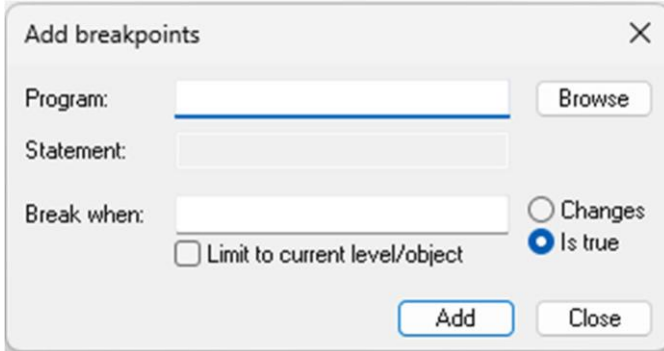 Add breakpoints
Program:
Browse
Statement:
Break when:
Changes
Limit to current level/object
Is true
Add
Close